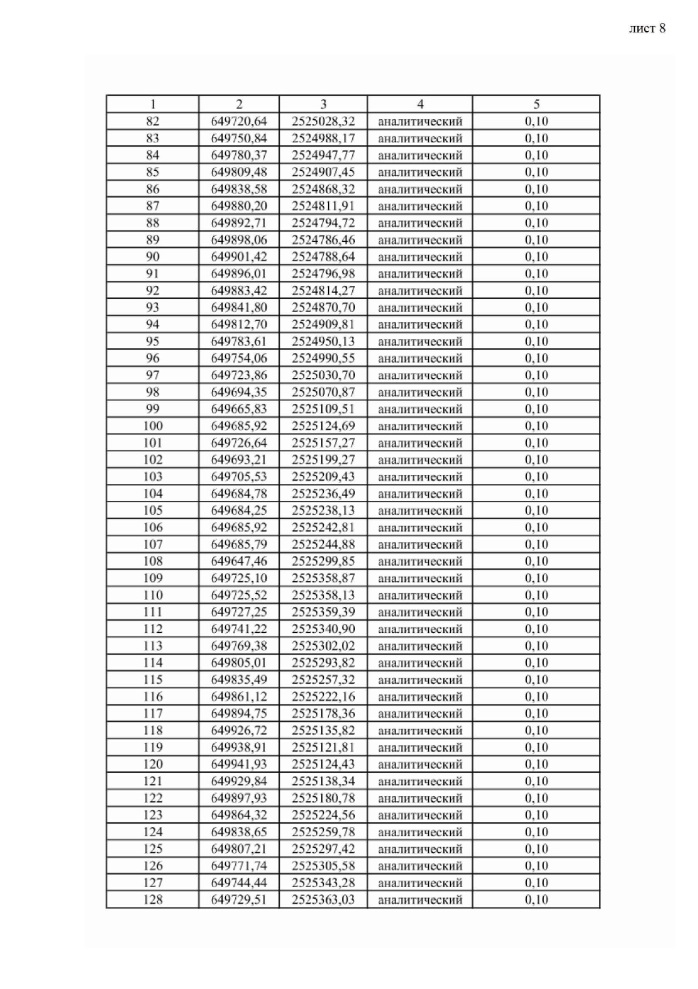 лист 8
1 2 3 4 5
82 649720,64 2525028,32 аналитический 0,10
83 649750,84 2524988,17 аналитический 0,10
84 649780,37 2524947,77 аналитический 0,10
85 649809,48 2524907,45 аналитический 0,10
86 649838,58 2524868,32 аналитический 0,10
87 649880,20 2524811,91 аналитический 0,10
88 649892,71 2524794,72 аналитический 0,10
89 649898,06 2524786,46 аналитический 0,10
90 649901,42 2524788,64 аналитический 0,10
91 649896,01 2524796,98 аналитический 0,10
92 649883,42 2524814,27 аналитический 0,10
93 649841,80 2524870,70 аналитический 0,10
94 649812,70 2524909,81 аналитический 0,10
95 649783,61 2524950,13 аналитический 0,10
96 649754,06 2524990,55 аналитический 0,10
97 649723,86 2525030,70 аналитический 0,10
98 649694,35 2525070,87 аналитический 0,10
99 649665,83 2525109,51 аналитический 0,10
100 649685,92 2525124,69 аналитический 0,10
101 649726,64 2525157,27 аналитический 0,10
102 649693,21 2525199,27 аналитический 0,10
103 649705,53 2525209,43 аналитический 0,10
104 649684,78 2525236,49 аналитический 0,10
105 649684,25 2525238,13 аналитический 0,10
106 649685,92 2525242,81 аналитический 0,10
107 649685,79 2525244,88 аналитический 0,10
108 649647,46 2525299,85 аналитический 0,10
109 649725,10 2525358,87 аналитический 0,10
110 649725,52 2525358,13 аналитический 0,10
111 649727,25 2525359,39 аналитический 0,10
112 649741,22 2525340,90 аналитический 0,10
113 649769,38 2525302,02 аналитический 0,10
114 649805,01 2525293,82 аналитический 0,10
115 649835,49 2525257,32 аналитический 0,10
116 649861,12 2525222,16 аналитический 0,10
117 649894,75 2525178,36 аналитический 0,10
118 649926,72 2525135,82 аналитический 0,10
119 649938,91 2525121,81 аналитический 0,10
120 649941,93 2525124,43 аналитический 0,10
121 649929,84 2525138,34 аналитический 0,10
122 649897,93 2525180,78 аналитический 0,10
123 649864,32 2525224,56 аналитический 0,10
124 649838,65 2525259,78 аналитический 0,10
125 649807,21 2525297,42 аналитический 0,10
126 649771,74 2525305,58 аналитический 0,10
127 649744,44 2525343,28 аналитический 0,10
128 649729,51 2525363,03 аналитический 0,10